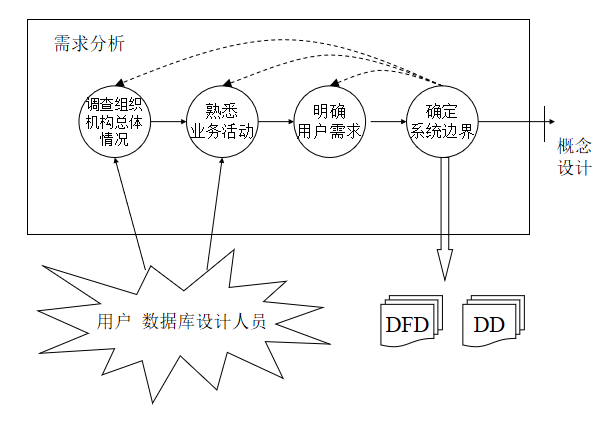 需求分析
调查组织
机构总体
情况
熟悉
业务活动
明确
用户需求
确定
系统边界
概念
设计
用户 数据库设计人员
DFD
DD